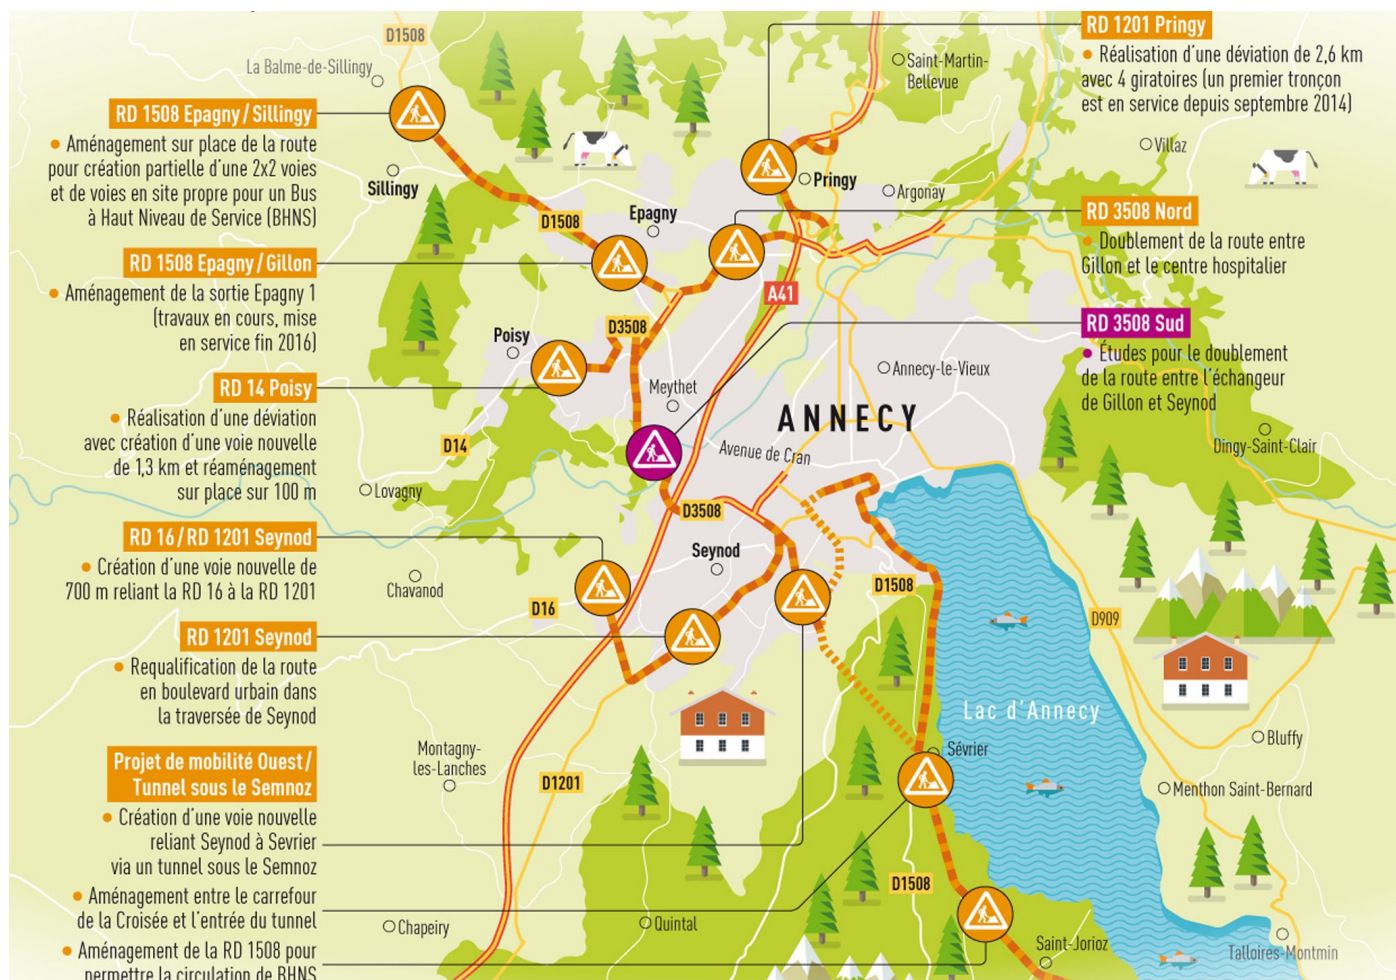 D1508
La Balme-de-Sillingy
RD 1508 Epagny/Sillingy
• Aménagement sur place de la route
pour création partielle d'une 2x2 voies
et de voies en site propre pour un Bus
à Haut Niveau de Service (BHNS)
RD 1508 Epagny/Gillon
• Aménagement de la sortie Epagny 1
(travaux en cours, mise
en service fin 2016)
RD 14 Poisy
• Réalisation d'une déviation
avec création d'une voie nouvelle
de 1,3 km et réaménagement
sur place sur 100 m
RD 16/RD 1201 Seynod
• Création d'une voie nouvelle de
700 m reliant la RD 16 à la RD 1201
RD 1201 Seynod
• Requalification de la route
en boulevard urbain dans
la traversée de Seynod
Projet de mobilité Ouest/
Tunnel sous le Semnoz
• Création d'une voie nouvelle
reliant Seynod à Sevrier
via un tunnel sous le Semnoz
• Aménagement entre le carrefour
de la Croisée et l'entrée du tunnel
• Aménagement de la RD 1508 pour
permettre la circulation de BHNS
RD 1201 Pringy
• Réalisation d'une déviation de 2,6 km
avec 4 giratoires (un premier tronçon
est en service depuis septembre 2014)
RD 3508 Nord
• Doublement de la route entre
Gillon et le centre hospitalier
RD 3508 Sud
• Études pour le doublement
de la route entre l'échangeur
de Gillon et Seynod
Saint-Martin-
Bellevue
Villaz
Sillingy
Pringy
Argonay
Epagny
D1508
A41
D3508
Poisy
Meythet
Annecy-le-Vieux
ANNECY
Avenue de Cran
D14
Dingy-Saint-Clair
Lovagny
D3508
Seynod
Chavanod
D16
D1508
D909
Lac d'Annecy
Sévrier
Bluffy
Montagny-
les-Lanches
D1201
Menthon Saint-Bernard
D1508
Chapeiry
Quintal
Saint-Jorioz
Talloires-Montmin